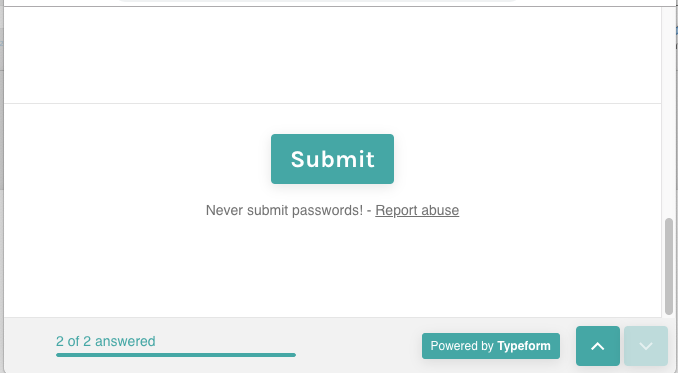 Submit
Never submit passwords! - Report abuse
2 of 2 answered
Powered by Typeform